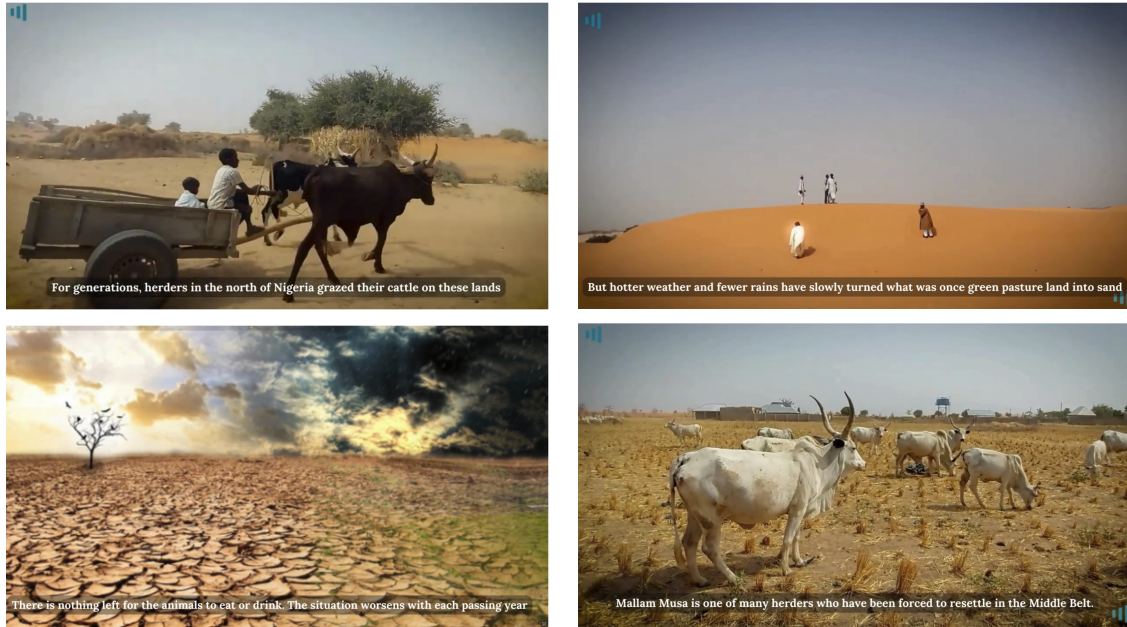 For generations, herders in the north of Nigeria grazed their cattle on these lands
But hotter weather and fewer rains have slowly turned what was once green pasture land into sand
There is nothing left for the animals to eat or drink. The situation worsens with each passing year
Mallam Musa is one of many herders who have been forced to resettle in the Middle Belt.